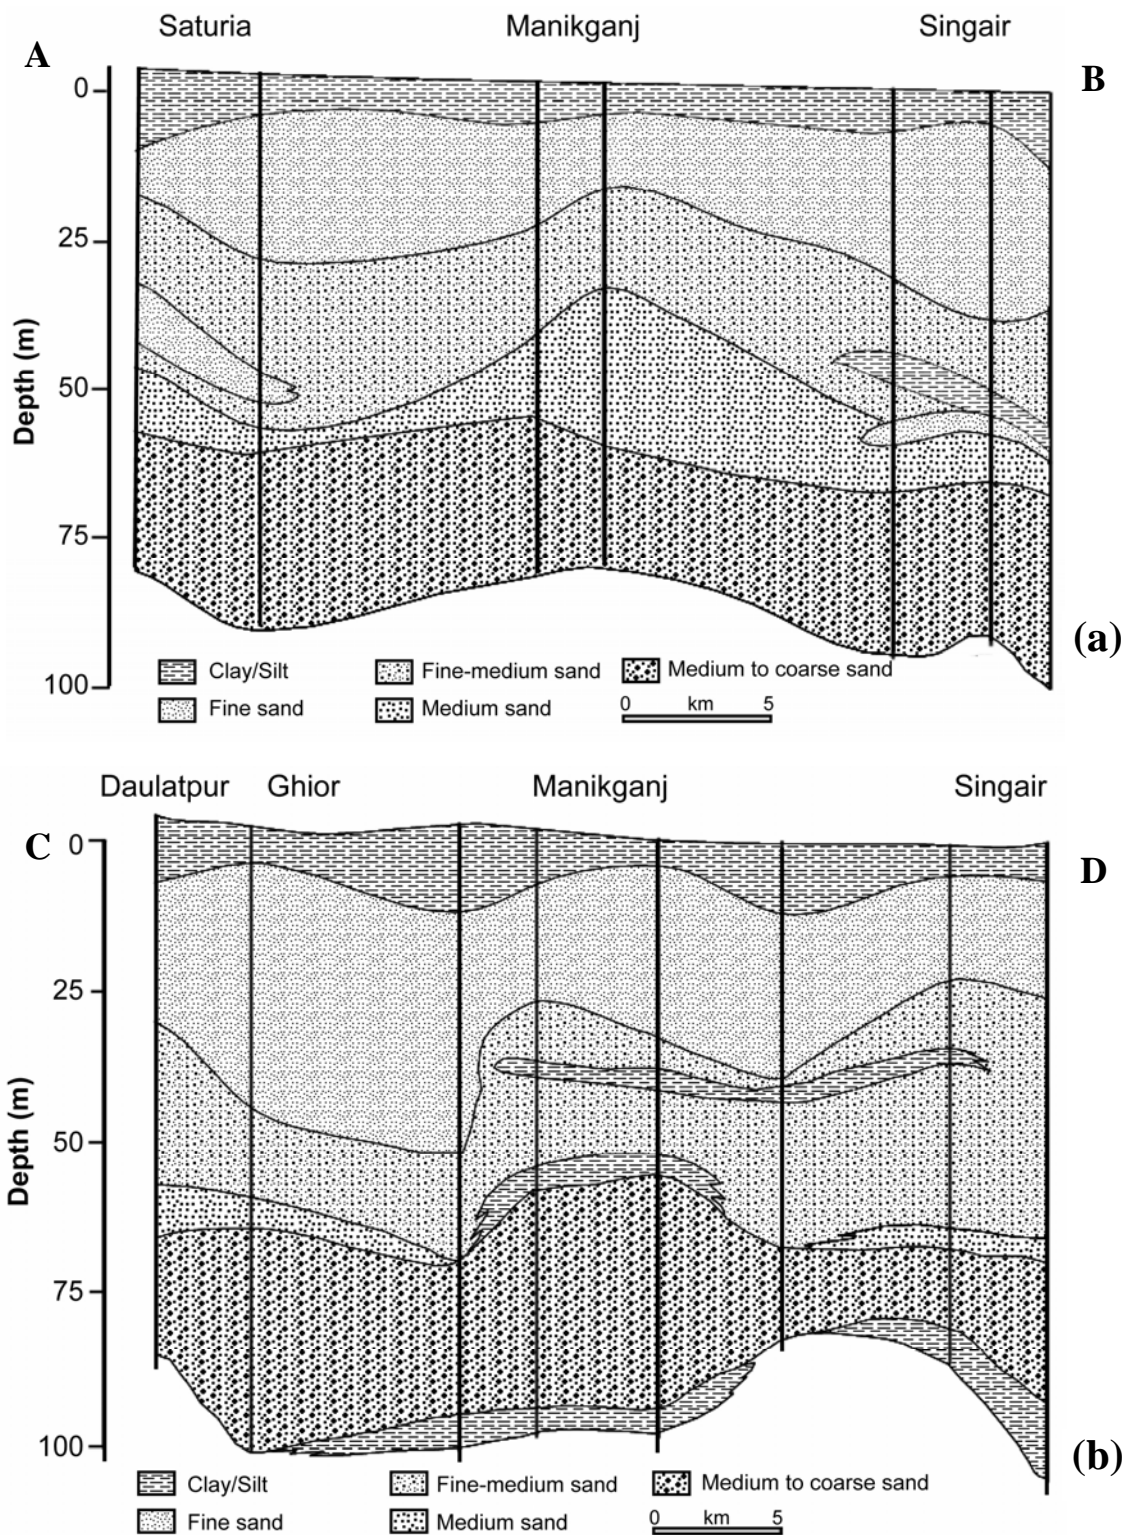 Saturia Manikganj Singair
A B
0
25
50
75
100
Depth (m)
(a)
Clay/Silt Fine-medium sand Medium to coarse sand
Fine sand Medium sand 0 km 5
Daulatpur Ghior Manikganj Singair
C D
0
25
50
75
100
Depth (m)
(b)
Clay/Silt Fine-medium sand Medium to coarse sand
Fine sand Medium sand 0 km 5